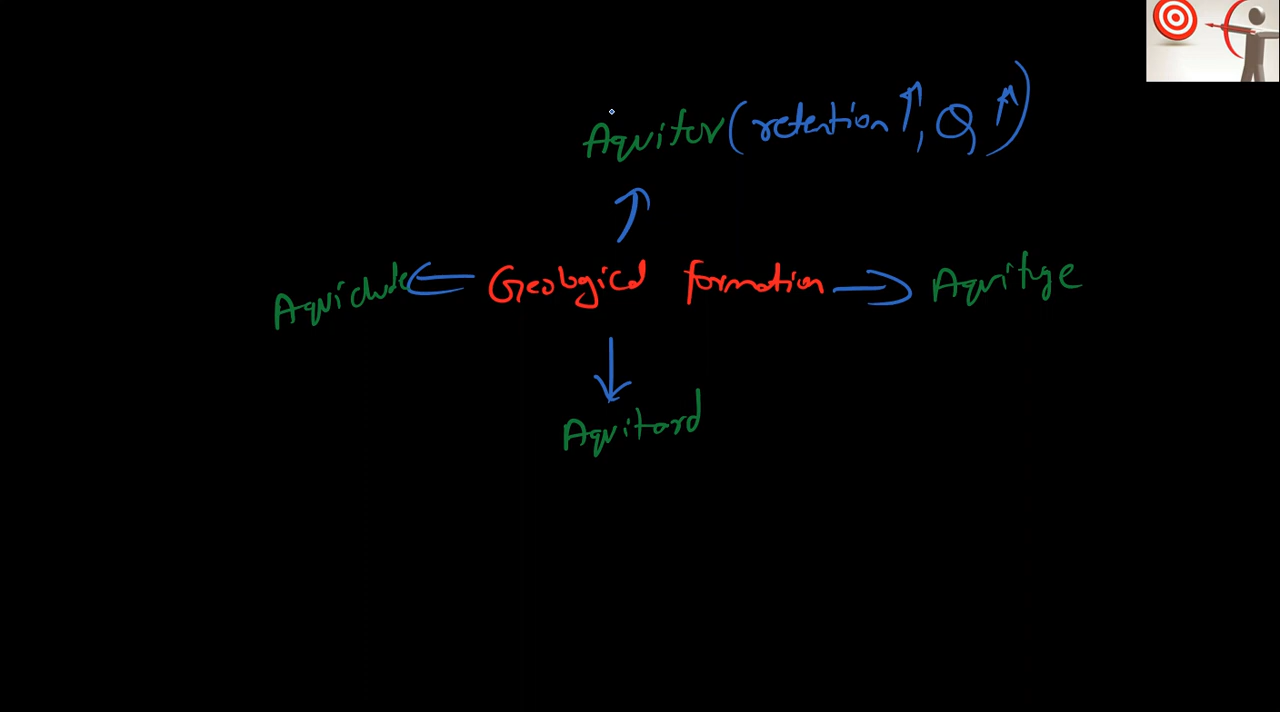 Aquifer (retention ↑, Q ↑)
Aquiclude ← Geological formation → Aquifuge
Aquitard